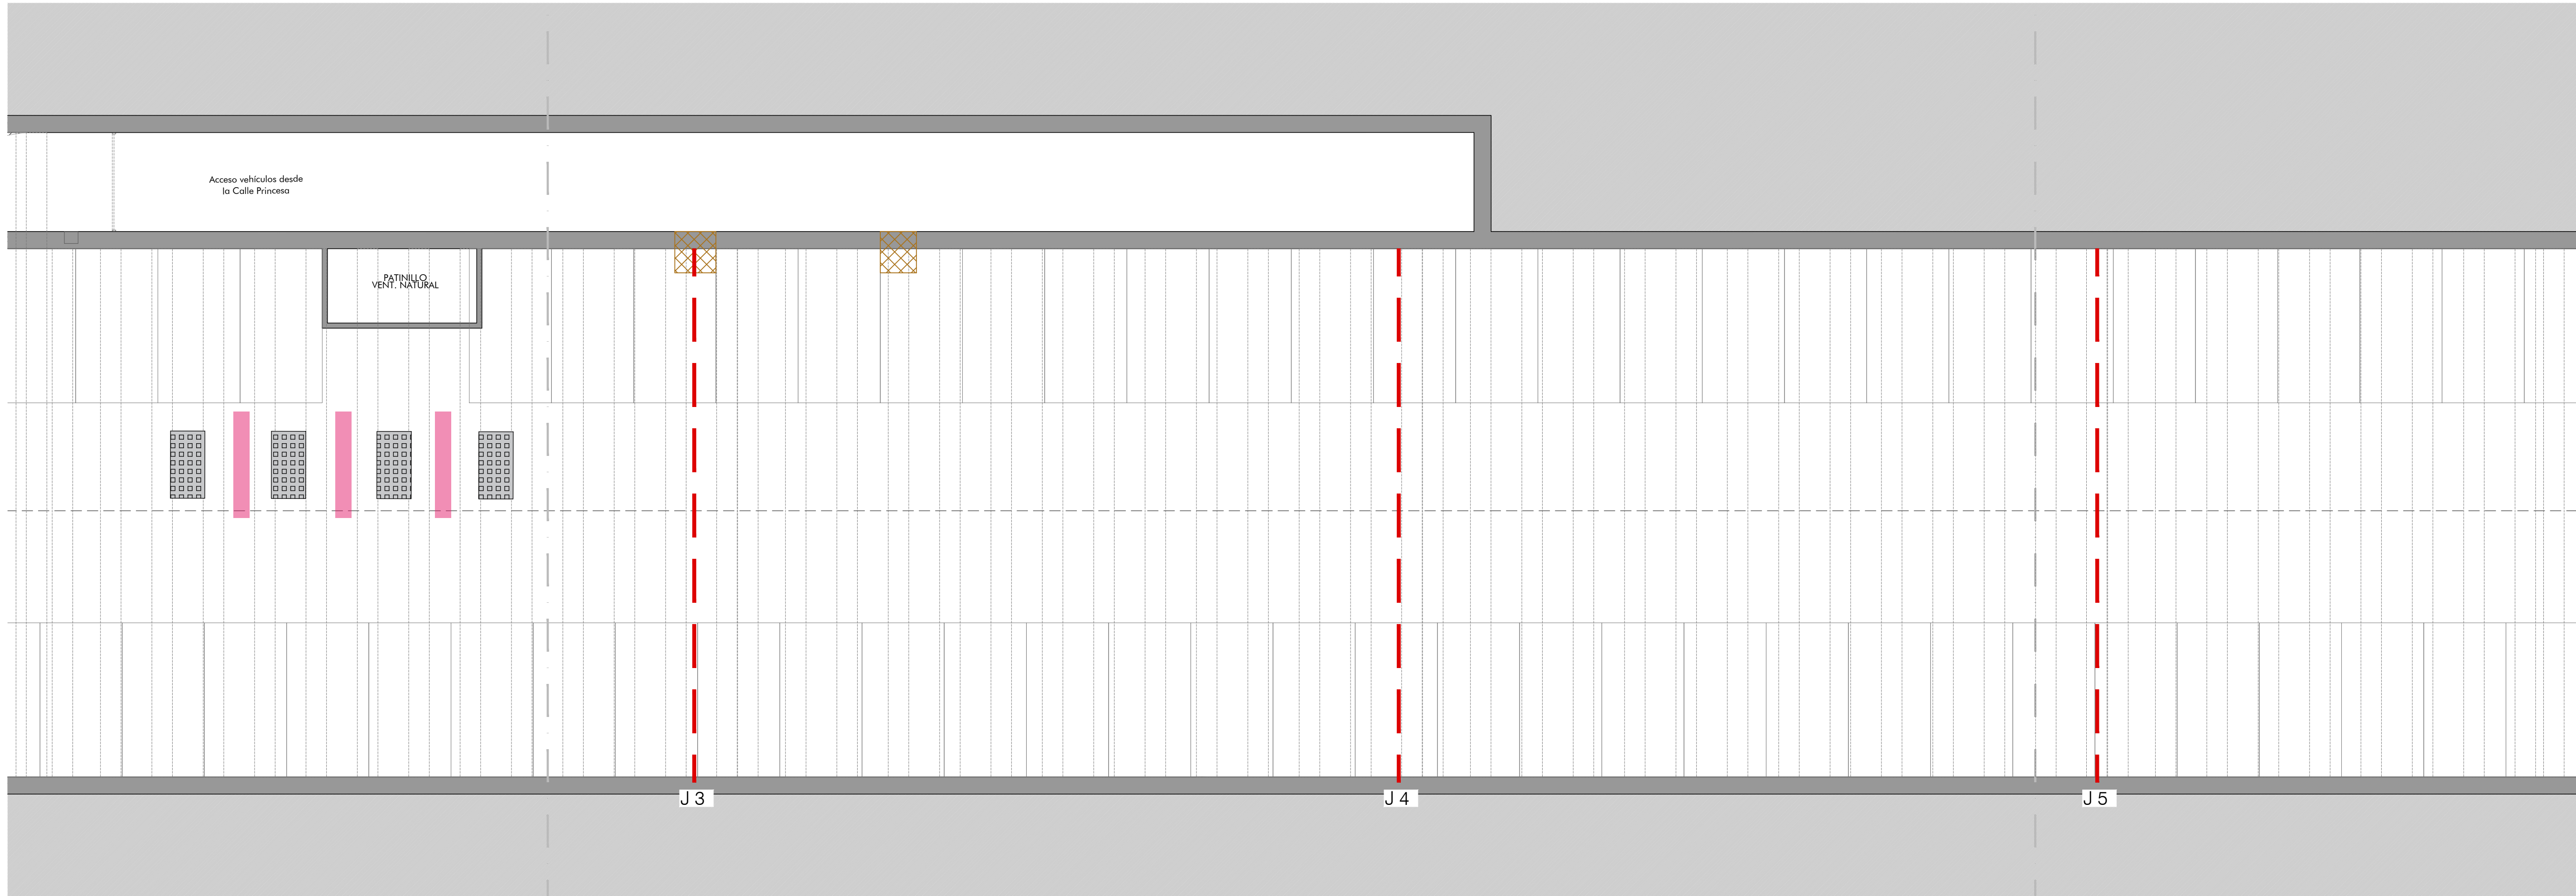 Acceso vehículos desde
la Calle Princesa
PATINILLO
VENT. NATURAL
J 3
J 4
J 5